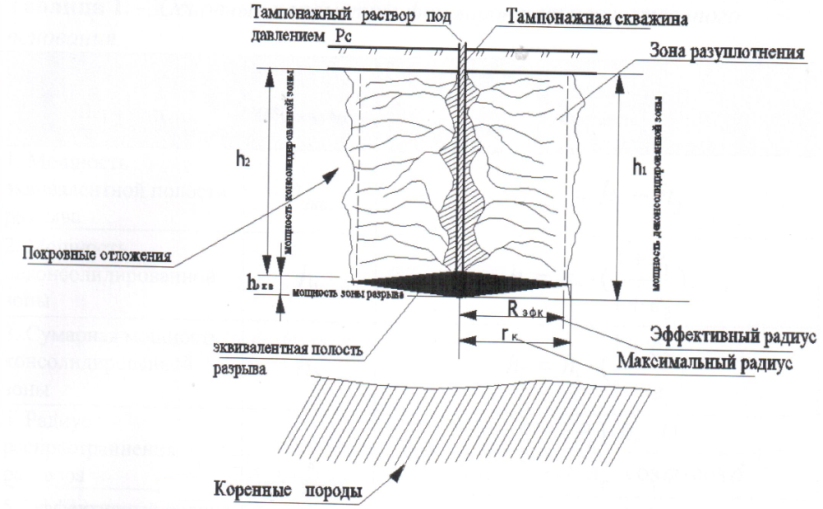 Тампонажный раствор под
давлением Рс
Тампонажная скважина
Зона разуплотнения
h2
мощность консолидированной зоны
h1
мощность деконсолидированной зоны
Покровные отложения
hэкв
мощность зоны разрыва
Rэфк
rк
эквивалентная полость
разрыва
Эффективный радиус
Максимальный радиус
Коренные породы